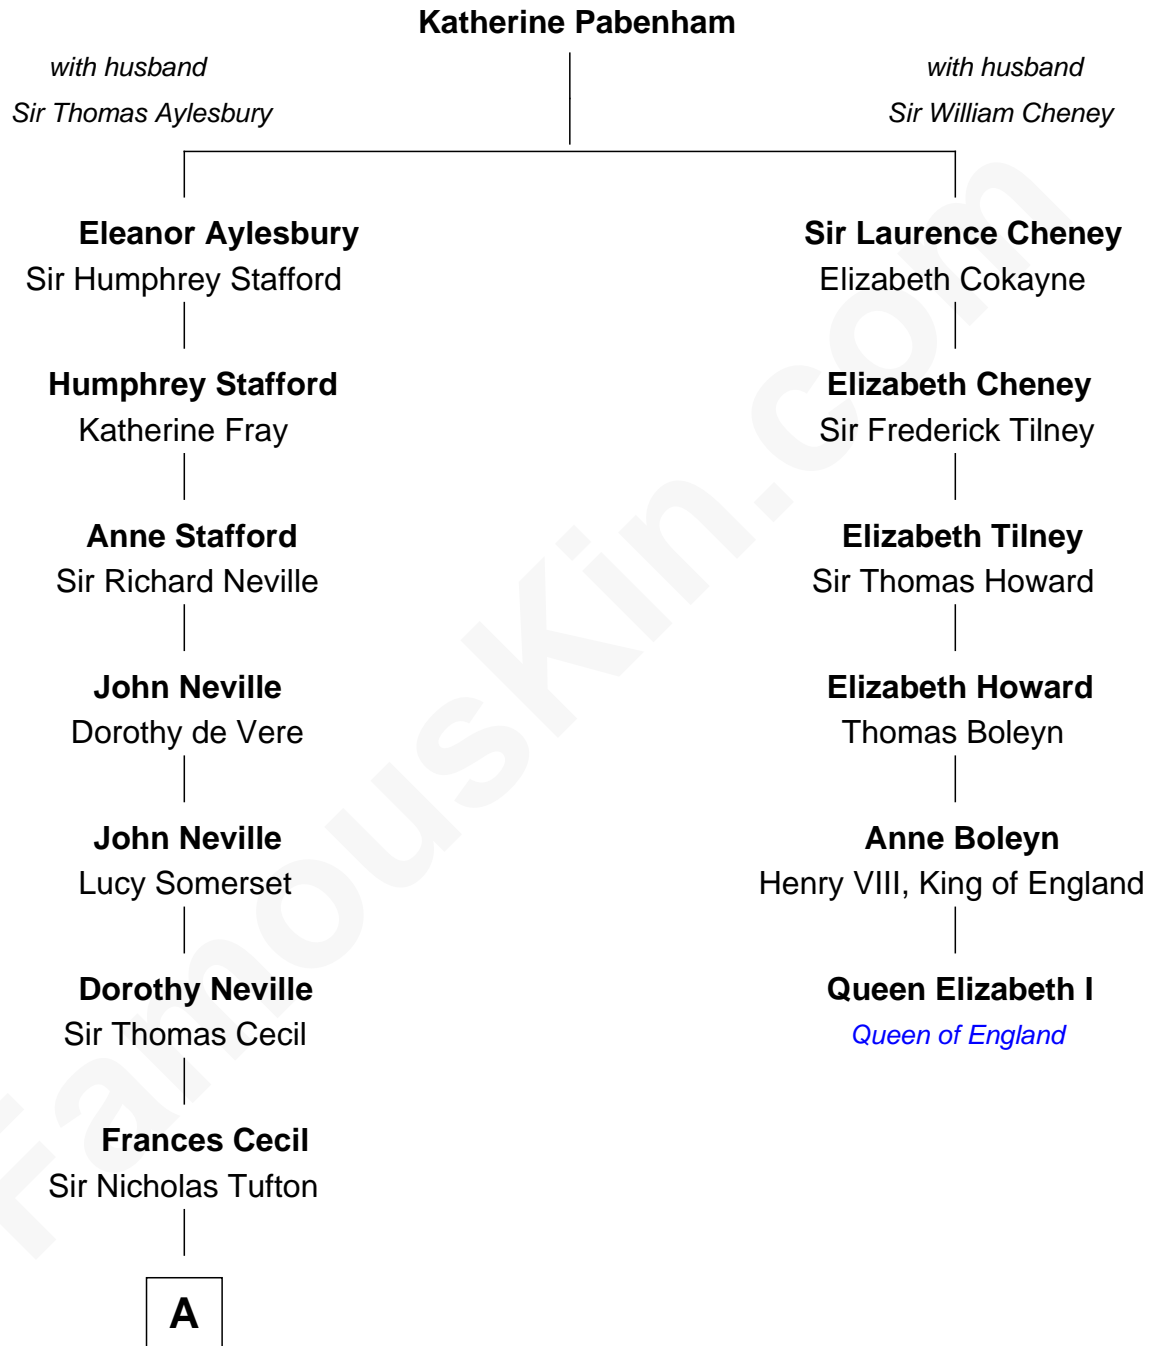 Katherine Pabenham
with husband
Sir Thomas Aylesbury
with husband
Sir William Cheney
Eleanor Aylesbury
Sir Humphrey Stafford
Sir Laurence Cheney
Elizabeth Cokayne
Humphrey Stafford
Katherine Fray
Elizabeth Cheney
Sir Frederick Tilney
Anne Stafford
Sir Richard Neville
Elizabeth Tilney
Sir Thomas Howard
John Neville
Dorothy de Vere
Elizabeth Howard
Thomas Boleyn
John Neville
Lucy Somerset
Anne Boleyn
Henry VIII, King of England
Dorothy Neville
Sir Thomas Cecil
Queen Elizabeth I
Queen of England
Frances Cecil
Sir Nicholas Tufton
A
FamousKin.com